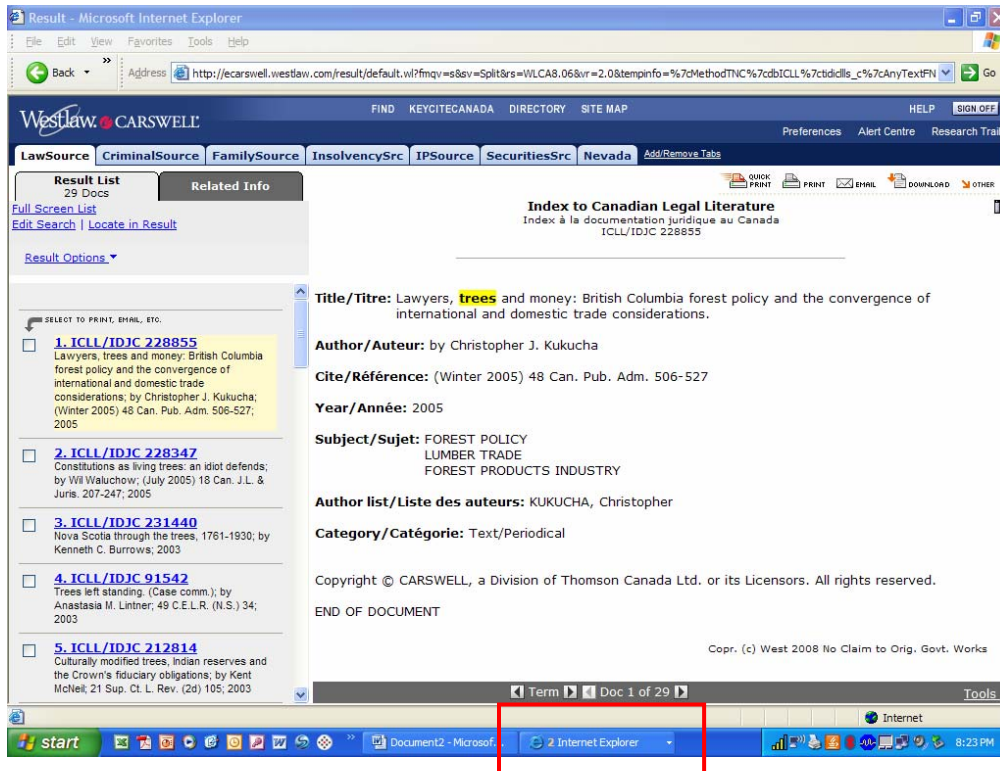 Result - Microsoft Internet Explorer
File Edit View Favorites Tools Help
Back » Address http://ecarswell.westlaw.com/result/default.wl?fmqv=s&sv=Split&rs=WLCA8.06&vr=2.0&tempinfo=%7cMethodTNC%7cdbICLL%7ctidicllls_c%7cAnyTextFN Go
Westlaw. CARSWELL
FIND KEYCITECANADA DIRECTORY SITE MAP HELP SIGN OFF
Preferences Alert Centre Research Trail
LawSource CriminalSource FamilySource InsolvencySrc IPSource SecuritiesSrc Nevada Add/Remove Tabs
Result List
29 Docs
Related Info
QUICK PRINT PRINT EMAIL DOWNLOAD OTHER
Full Screen List
Edit Search | Locate in Result
Result Options
SELECT TO PRINT, EMAIL, ETC.
1. ICLL/IDJC 228855
Lawyers, trees and money: British Columbia
forest policy and the convergence of
international and domestic trade
considerations; by Christopher J. Kukucha;
(Winter 2005) 48 Can. Pub. Adm. 506-527;
2005
2. ICLL/IDJC 228347
Constitutions as living trees: an idiot defends;
by Wil Waluchow; (July 2005) 18 Can. J.L. &
Juris. 207-247; 2005
3. ICLL/IDJC 231440
Nova Scotia through the trees, 1761-1930; by
Kenneth C. Burrows; 2003
4. ICLL/IDJC 91542
Trees left standing. (Case comm.); by
Anastasia M. Lintner; 49 C.E.L.R. (N.S.) 34;
2003
5. ICLL/IDJC 212814
Culturally modified trees, Indian reserves and
the Crown's fiduciary obligations; by Kent
McNeil; 21 Sup. Ct. L. Rev. (2d) 105; 2003
Index to Canadian Legal Literature
Index à la documentation juridique au Canada
ICLL/IDJC 228855
Title/Titre: Lawyers, trees and money: British Columbia forest policy and the convergence of
international and domestic trade considerations.
Author/Auteur: by Christopher J. Kukucha
Cite/Référence: (Winter 2005) 48 Can. Pub. Adm. 506-527
Year/Année: 2005
Subject/Sujet: FOREST POLICY
LUMBER TRADE
FOREST PRODUCTS INDUSTRY
Author list/Liste des auteurs: KUKUCHA, Christopher
Category/Catégorie: Text/Periodical
Copyright © CARSWELL, a Division of Thomson Canada Ltd. or its Licensors. All rights reserved.
END OF DOCUMENT
Copr. (c) West 2008 No Claim to Orig. Govt. Works
Term Doc 1 of 29 Tools
Internet
start » Document2 - Microsof... 2 Internet Explorer 8:23 PM